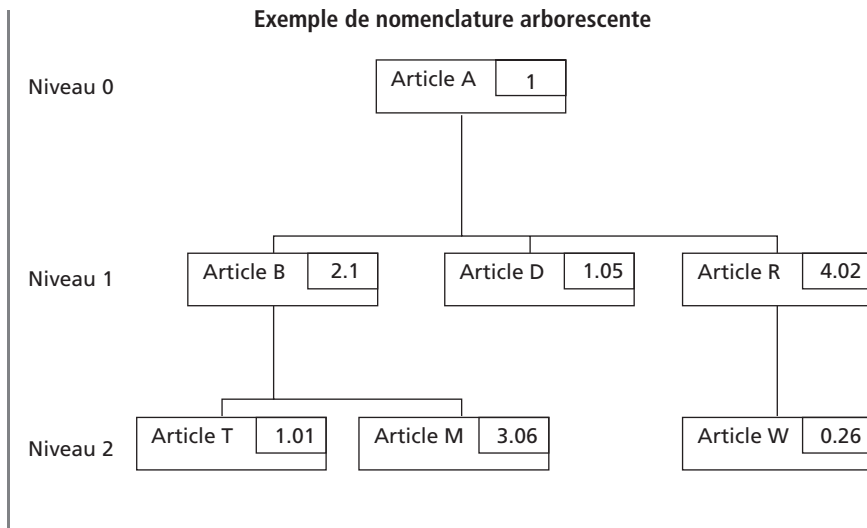 Exemple de nomenclature arborescente
Niveau 0
Article A 1
Niveau 1
Article B 2.1
Article D 1.05
Article R 4.02
Niveau 2
Article T 1.01
Article M 3.06
Article W 0.26